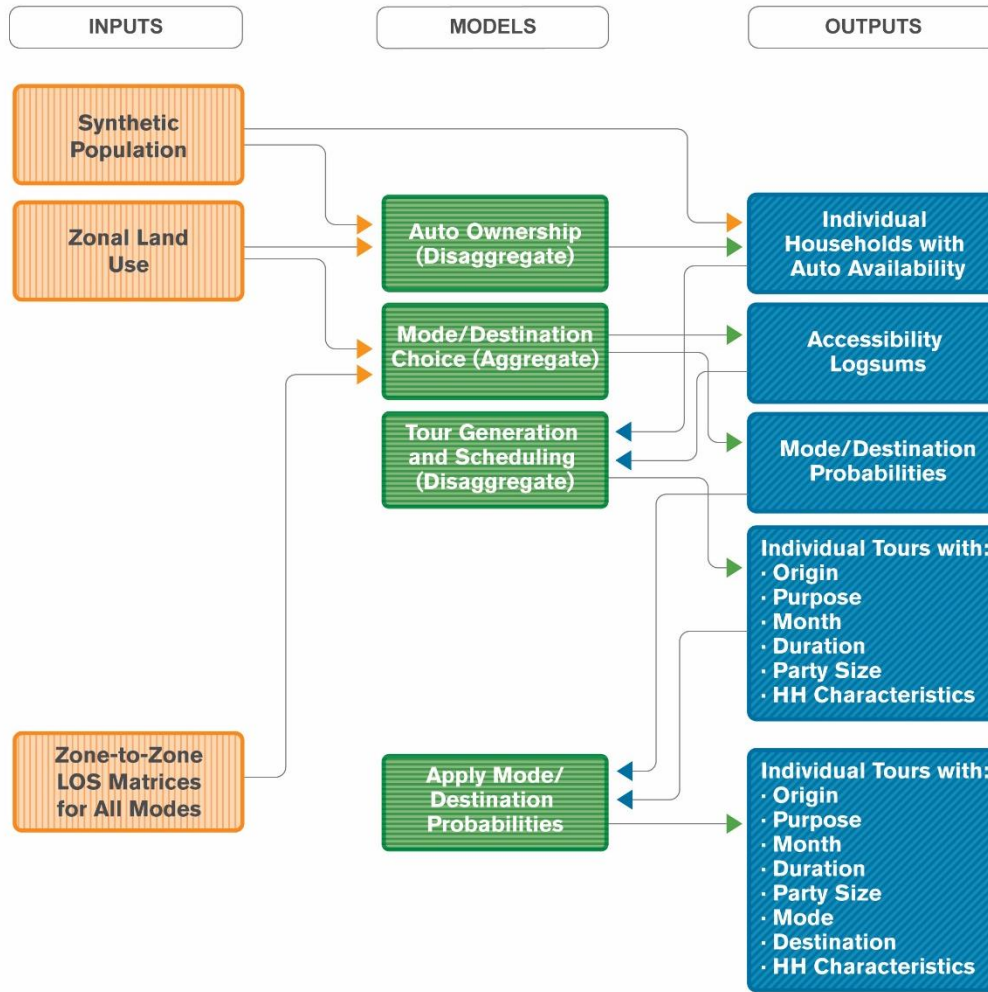 INPUTS
MODELS
OUTPUTS
Synthetic
Population
Zonal Land
Use
Zone-to-Zone
LOS Matrices
for All Modes
Auto Ownership
(Disaggregate)
Mode/Destination
Choice (Aggregate)
Tour Generation
and Scheduling
(Disaggregate)
Apply Mode/
Destination
Probabilities
Individual
Households with
Auto Availability
Accessibility
Logsums
Mode/Destination
Probabilities
Individual Tours with:
· Origin
· Purpose
· Month
· Duration
· Party Size
· HH Characteristics
Individual Tours with:
· Origin
· Purpose
· Month
· Duration
· Party Size
· Mode
· Destination
· HH Characteristics